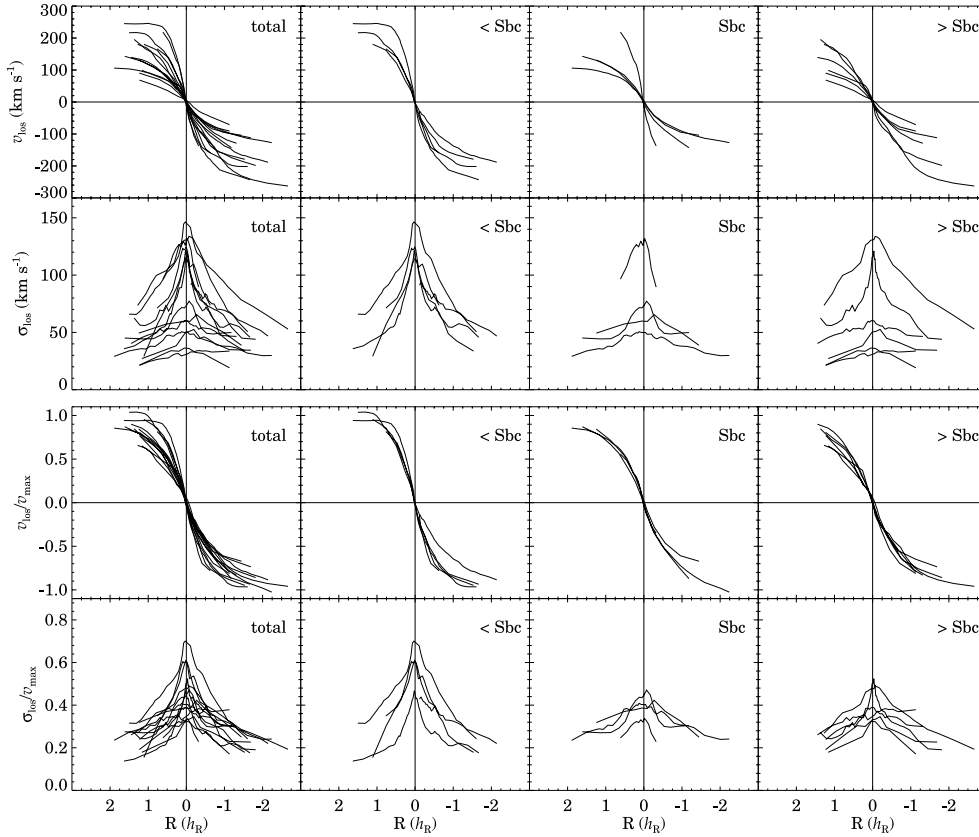 total
< Sbc
Sbc
> Sbc
300
200
100
0
-100
-200
-300
v_los (km s⁻¹)
total
< Sbc
Sbc
> Sbc
150
100
50
0
σ_los (km s⁻¹)
total
< Sbc
Sbc
> Sbc
1.0
0.5
0.0
-0.5
-1.0
v_los/v_max
total
< Sbc
Sbc
> Sbc
0.8
0.6
0.4
0.2
0.0
σ_los/v_max
2 1 0 -1 -2
2 1 0 -1 -2
2 1 0 -1 -2
2 1 0 -1 -2
R (h_R)
R (h_R)
R (h_R)
R (h_R)